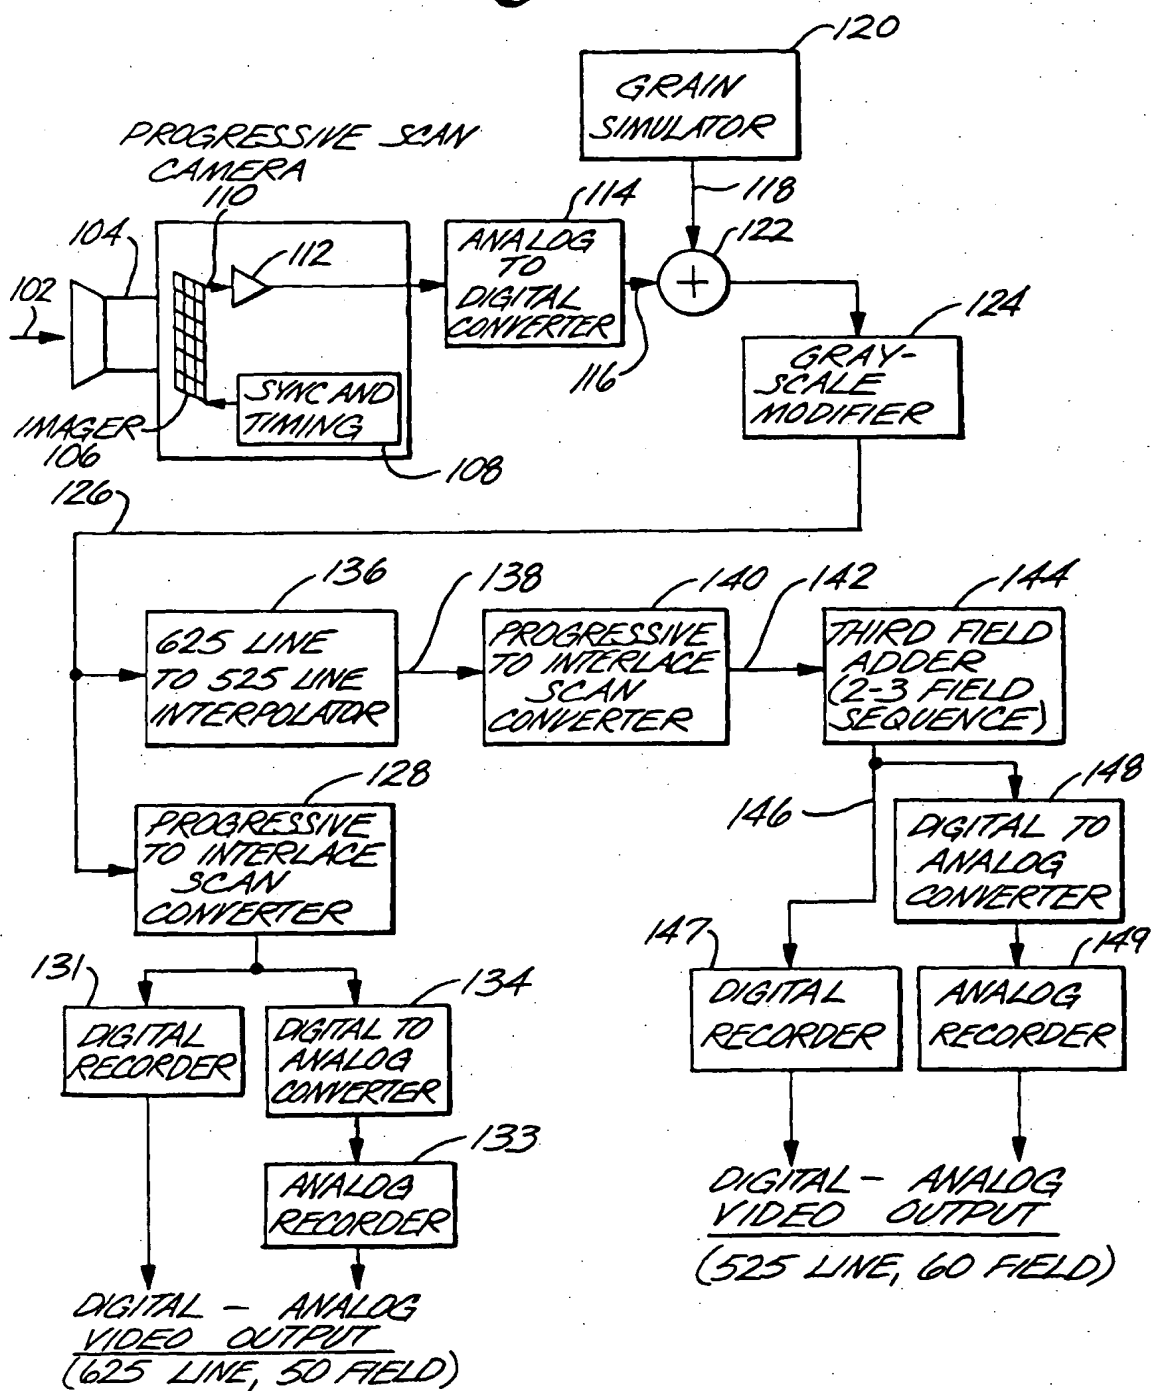 120
GRAIN
SIMULATOR
118
PROGRESSIVE SCAN
CAMERA
110
104
112
102
114
ANALOG
TO
DIGITAL
CONVERTER
116
122
+
124
GRAY-
SCALE
MODIFIER
SYNC AND
TIMING
IMAGER
106
108
126
136
625 LINE
TO 525 LINE
INTERPOLATOR
138
140
PROGRESSIVE
TO INTERLACE
SCAN
CONVERTER
142
144
THIRD FIELD
ADDER
(2-3 FIELD
SEQUENCE)
128
PROGRESSIVE
TO INTERLACE
SCAN
CONVERTER
146
148
DIGITAL TO
ANALOG
CONVERTER
131
DIGITAL
RECORDER
134
DIGITAL TO
ANALOG
CONVERTER
147
DIGITAL
RECORDER
149
ANALOG
RECORDER
133
ANALOG
RECORDER
DIGITAL - ANALOG
VIDEO OUTPUT
(525 LINE, 60 FIELD)
DIGITAL - ANALOG
VIDEO OUTPUT
(625 LINE, 50 FIELD)